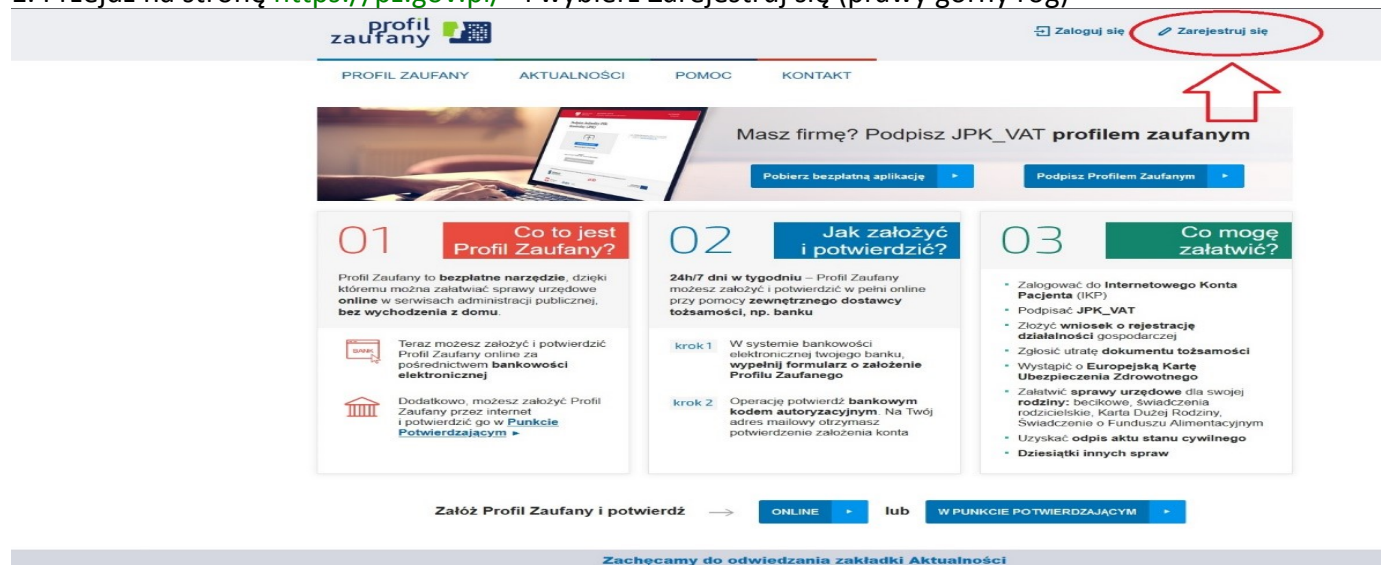 2. Przejdź na stronę https://pz.gov.pl/ i wybierz Zarejestruj się (prawy górny róg)
profil
zaufany
Zaloguj się
Zarejestruj się
PROFIL ZAUFANY
AKTUALNOŚCI
POMOC
KONTAKT
Masz firmę? Podpisz JPK_VAT profilem zaufanym
Pobierz bezpłatną aplikację
Podpisz Profilem Zaufanym
01
Co to jest
Profil Zaufany?
Profil Zaufany to bezpłatne narzędzie, dzięki
któremu można załatwiać sprawy urzędowe
online w serwisach administracji publicznej,
bez wychodzenia z domu.
BANK
Teraz możesz założyć i potwierdzić
Profil Zaufany online za
pośrednictwem bankowości
elektronicznej
Dodatkowo, możesz założyć Profil
Zaufany przez internet
i potwierdzić go w Punkcie
Potwierdzającym ►
02
Jak założyć
i potwierdzić?
24h/7 dni w tygodniu – Profil Zaufany
możesz założyć i potwierdzić w pełni online
przy pomocy zewnętrznego dostawcy
tożsamości, np. banku
krok 1
W systemie bankowości
elektronicznej twojego banku,
wypełnij formularz o założenie
Profilu Zaufanego
krok 2
Operację potwierdź bankowym
kodem autoryzacyjnym. Na Twój
adres mailowy otrzymasz
potwierdzenie założenia konta
03
Co mogę
załatwić?
Zalogować do Internetowego Konta
Pacjenta (IKP)
Podpisać JPK_VAT
Złożyć wniosek o rejestrację
działalności gospodarczej
Zgłosić utratę dokumentu tożsamości
Wystąpić o Europejską Kartę
Ubezpieczenia Zdrowotnego
Załatwić sprawy urzędowe dla swojej
rodziny: becikowe, świadczenia
rodzicielskie, Karta Dużej Rodziny,
Świadczenie o Funduszu Alimentacyjnym
Uzyskać odpis aktu stanu cywilnego
Dziesiątki innych spraw
Załóż Profil Zaufany i potwierdź → ONLINE lub W PUNKCIE POTWIERDZAJĄCYM
Zachęcamy do odwiedzania zakładki Aktualności